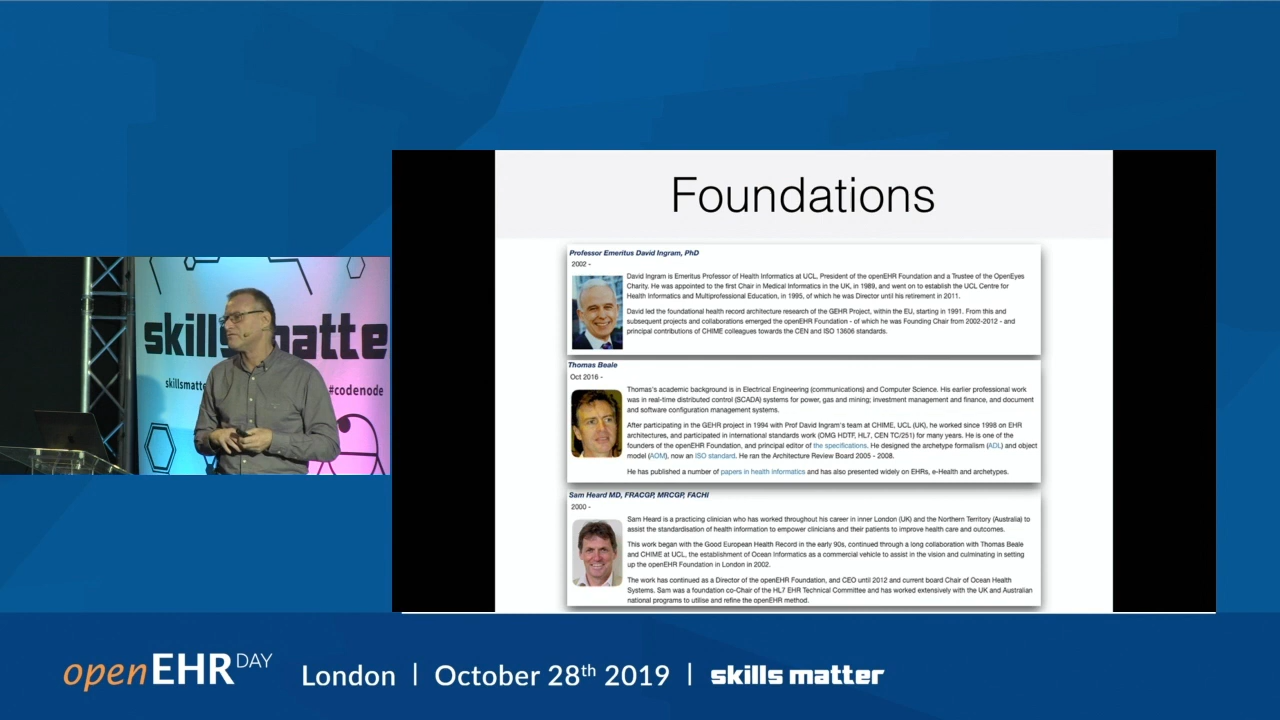 Foundations
Professor Emeritus David Ingram, PhD
2002 -
David Ingram is Emeritus Professor of Health Informatics at UCL, President of the openEHR Foundation and a Trustee of the OpenEyes
Charity. He was appointed to the first Chair in Medical Informatics in the UK, in 1989, and went on to establish the UCL Centre for
Health Informatics and Multiprofessional Education, in 1995, of which he was Director until his retirement in 2011.
David led the foundational health record architecture research of the GEHR Project, within the EU, starting in 1991. From this and
subsequent projects and collaborations emerged the openEHR Foundation - of which he was Founding Chair from 2002-2012 - and
principal contributions of CHIME colleagues towards the CEN and ISO 13606 standards.
Thomas Beale
Oct 2016 -
Thomas's academic background is in Electrical Engineering (communications) and Computer Science. His earlier professional work
was in real-time distributed control (SCADA) systems for power, gas and mining; investment management and finance, and document
and software configuration management systems.
After participating in the GEHR project in 1994 with Prof David Ingram's team at CHIME, UCL (UK), he worked since 1998 on EHR
architectures, and participated in international standards work (OMG HDTF, HL7, CEN TC/251) for many years. He is one of the
founders of the openEHR Foundation, and principal editor of the specifications. He designed the archetype formalism (ADL) and object
model (AOM), now an ISO standard. He ran the Architecture Review Board 2005 - 2008.
He has published a number of papers in health informatics and has also presented widely on EHRs, e-Health and archetypes.
Sam Heard MD, FRACGP, MRCGP, FACHI
2000 -
Sam Heard is a practicing clinician who has worked throughout his career in inner London (UK) and the Northern Territory (Australia) to
assist the standardisation of health information to empower clinicians and their patients to improve health care and outcomes.
This work began with the Good European Health Record in the early 90s, continued through a long collaboration with Thomas Beale
and CHIME at UCL, the establishment of Ocean Informatics as a commercial vehicle to assist in the vision and culminating in setting
up the openEHR Foundation in London in 2002.
The work has continued as a Director of the openEHR Foundation, and CEO until 2012 and current board Chair of Ocean Health
Systems. Sam was a foundation co-Chair of the HL7 EHR Technical Committee and has worked extensively with the UK and Australian
national programs to utilise and refine the openEHR method.
skills matte
skillsmatte
#codenode
openEHR DAY London | October 28th 2019 | skills matter